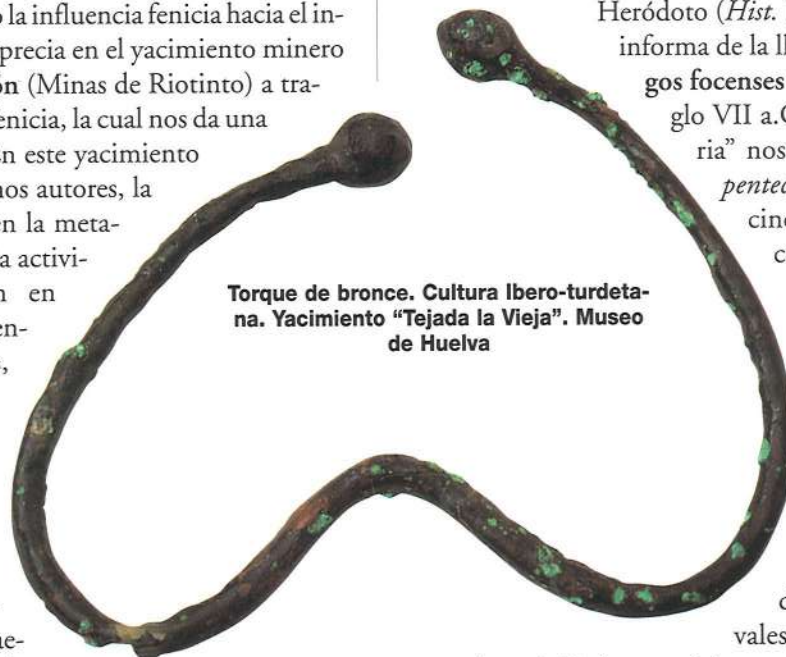 la influencia fenicia hacia el in-
precia en el yacimiento minero
(Minas de Riotinto) a tra-
enicia, la cual nos da una
n este yacimiento
nos autores, la
en la meta-
a activi-
en
en-
Torque de bronce. Cultura Ibero-turdeta-
na. Yacimiento “Tejada la Vieja”. Museo
de Huelva
Heródoto (Hist.
informa de la ll
gos focenses
glo VII a.C
ria” nos
pentec
cinc
c
vales